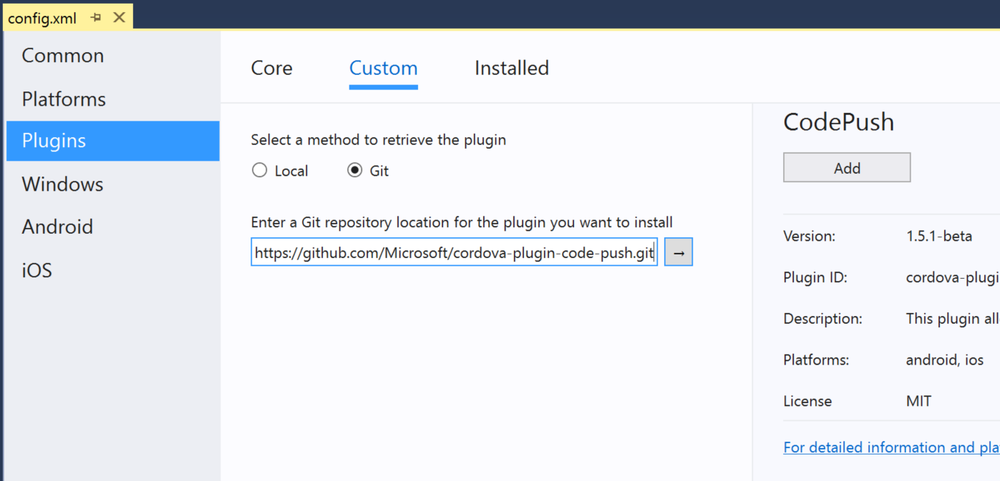 config.xml
Common
Platforms
Plugins
Windows
Android
iOS
Core Custom Installed
Select a method to retrieve the plugin
Local Git
Enter a Git repository location for the plugin you want to install
https://github.com/Microsoft/cordova-plugin-code-push.git →
CodePush
Add
Version: 1.5.1-beta
Plugin ID: cordova-plugi
Description: This plugin all
Platforms: android, ios
License MIT
For detailed information and pla